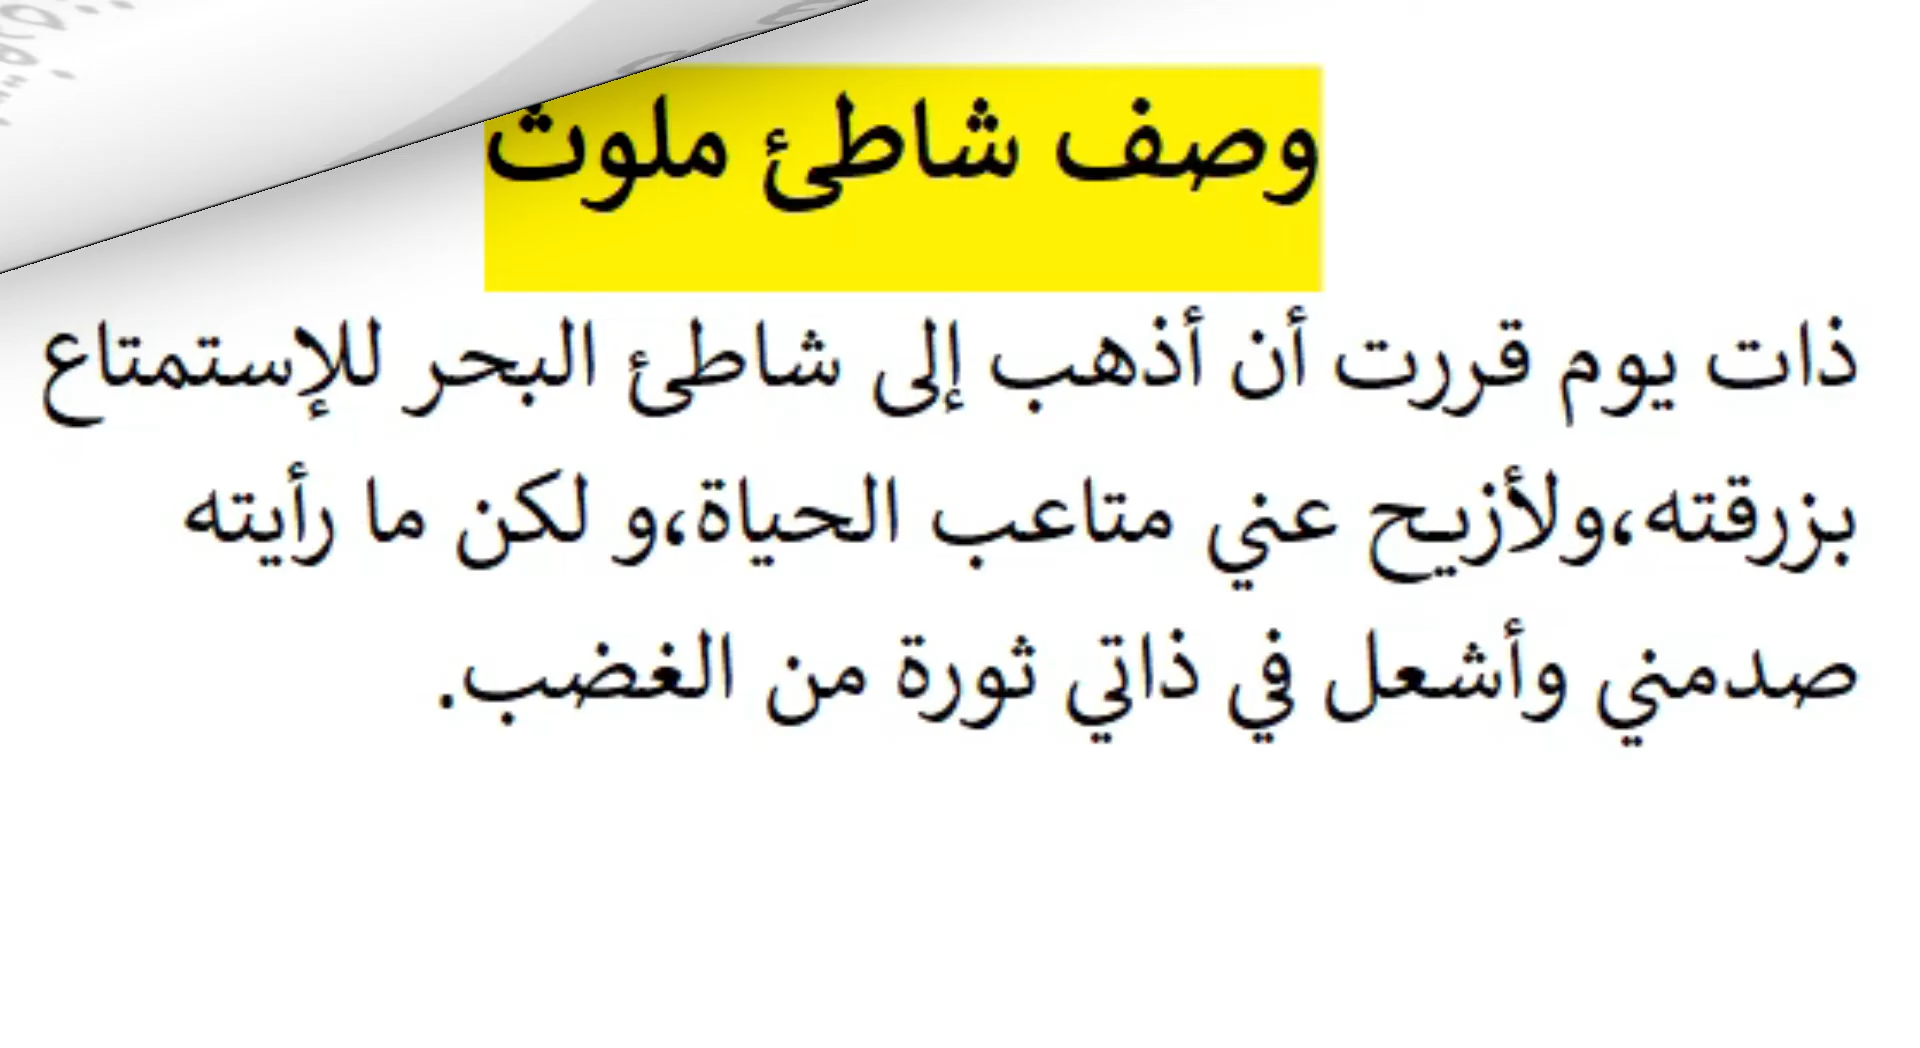 وصف شاطئ ملوث
ذات يوم قررت أن أذهب إلى شاطئ البحر للإستمتاع
بزرقته،ولأزيح عني متاعب الحياة،و لكن ما رأيته
صدمني وأشعل في ذاتي ثورة من الغضب.